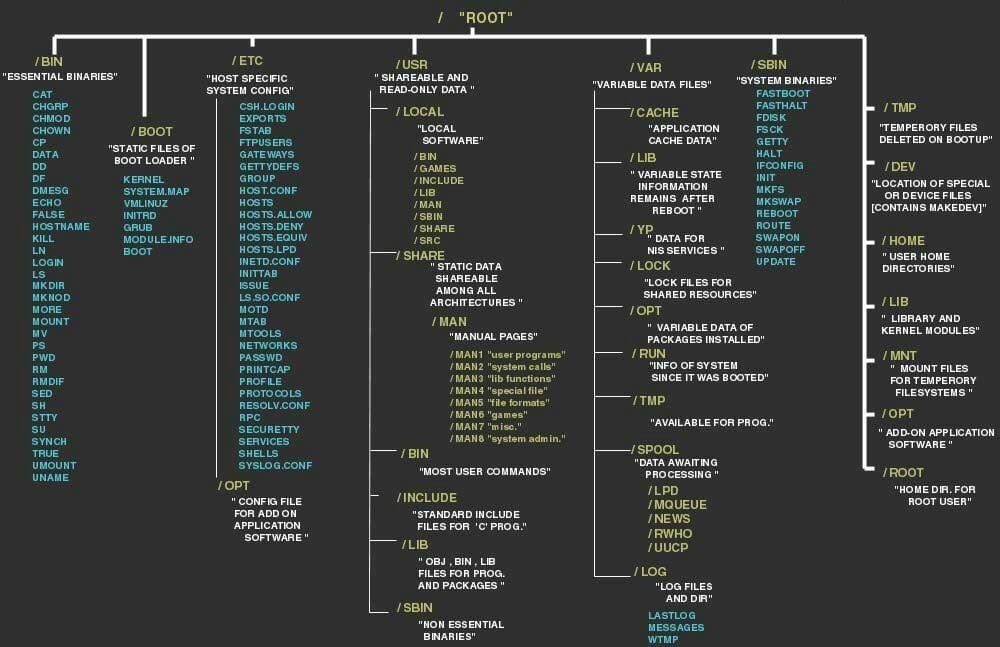 / "ROOT"
/BIN
"ESSENTIAL BINARIES"
CAT
CHGRP
CHMOD
CHOWN
CP
DATA
DD
DF
DMESG
ECHO
FALSE
HOSTNAME
KILL
LN
LOGIN
LS
MKDIR
MKNOD
MORE
MOUNT
MV
PS
PWD
RM
RMDIF
SED
SH
STTY
SU
SYNCH
TRUE
UMOUNT
UNAME
/BOOT
"STATIC FILES OF
BOOT LOADER "
KERNEL
SYSTEM.MAP
VMLINUZ
INITRD
GRUB
MODULE.INFO
BOOT
/ETC
"HOST SPECIFIC
SYSTEM CONFIG"
CSH.LOGIN
EXPORTS
FSTAB
FTPUSERS
GATEWAYS
GETTYDEFS
GROUP
HOST.CONF
HOSTS
HOSTS.ALLOW
HOSTS.DENY
HOSTS.EQUIV
HOSTS.LPD
INETD.CONF
INITTAB
ISSUE
LS.SO.CONF
MOTD
MTAB
MTOOLS
NETWORKS
PASSWD
PRINTCAP
PROFILE
PROTOCOLS
RESOLV.CONF
RPC
SECURETTY
SERVICES
SHELLS
SYSLOG.CONF
/OPT
" CONFIG FILE
FOR ADD ON
APPLICATION
SOFTWARE "
/USR
" SHAREABLE AND
READ-ONLY DATA "
/LOCAL
"LOCAL
SOFTWARE"
/BIN
/GAMES
/INCLUDE
/LIB
/MAN
/SBIN
/SHARE
/SRC
/SHARE
"STATIC DATA
SHAREABLE
AMONG ALL
ARCHITECTURES "
/MAN
"MANUAL PAGES"
/MAN1 "user programs"
/MAN2 "system calls"
/MAN3 "lib functions"
/MAN4 "special file"
/MAN5 "file formats"
/MAN6 "games"
/MAN7 "misc."
/MAN8 "system admin."
/BIN
"MOST USER COMMANDS"
/INCLUDE
"STANDARD INCLUDE
FILES FOR 'C' PROG."
/LIB
" OBJ , BIN , LIB
FILES FOR PROG.
AND PACKAGES "
/SBIN
"NON ESSENTIAL
BINARIES"
/VAR
"VARIABLE DATA FILES"
/CACHE
"APPLICATION
CACHE DATA"
/LIB
" VARIABLE STATE
INFORMATION
REMAINS AFTER
REBOOT "
/YP
" DATA FOR
NIS SERVICES "
/LOCK
"LOCK FILES FOR
SHARED RESOURCES"
/OPT
" VARIABLE DATA OF
PACKAGES INSTALLED"
/RUN
"INFO OF SYSTEM
SINCE IT WAS BOOTED"
/TMP
"AVAILABLE FOR PROG."
/SPOOL
"DATA AWAITING
PROCESSING "
/LPD
/MQUEUE
/NEWS
/RWHO
/UUCP
/LOG
"LOG FILES
AND DIR"
LASTLOG
MESSAGES
WTMP
/SBIN
"SYSTEM BINARIES"
FASTBOOT
FASTHALT
FDISK
FSCK
GETTY
HALT
IFCONFIG
INIT
MKFS
MKSWAP
REBOOT
ROUTE
SWAPON
SWAPOFF
UPDATE
/TMP
"TEMPERORY FILES
DELETED ON BOOTUP"
/DEV
"LOCATION OF SPECIAL
OR DEVICE FILES
[CONTAINS MAKEDEV]"
/HOME
" USER HOME
DIRECTORIES"
/LIB
" LIBRARY AND
KERNEL MODULES"
/MNT
" MOUNT FILES
FOR TEMPERORY
FILESYSTEMS "
/OPT
" ADD-ON APPLICATION
SOFTWARE "
/ROOT
"HOME DIR. FOR
ROOT USER"